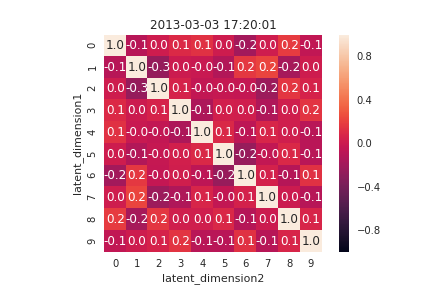 2013-03-03 17:20:01
0 1.0 -0.1 0.0 0.1 0.1 0.0 -0.2 0.0 0.2 -0.1
1 -0.1 1.0 -0.3 0.0 -0.0 -0.1 0.2 0.2 -0.2 0.0
2 0.0 -0.3 1.0 0.1 -0.0 -0.0 -0.0 -0.2 0.2 0.1
3 0.1 0.0 0.1 1.0 -0.1 0.0 0.0 -0.1 0.0 0.2
4 0.1 -0.0 -0.0 -0.1 1.0 0.1 -0.1 0.1 0.0 -0.1
5 0.0 -0.1 -0.0 0.0 0.1 1.0 -0.2 -0.0 0.1 -0.1
6 -0.2 0.2 -0.0 0.0 -0.1 -0.2 1.0 0.1 -0.1 0.1
7 0.0 0.2 -0.2 -0.1 0.1 -0.0 0.1 1.0 0.0 -0.1
8 0.2 -0.2 0.2 0.0 0.0 0.1 -0.1 0.0 1.0 0.1
9 -0.1 0.0 0.1 0.2 -0.1 -0.1 0.1 -0.1 0.1 1.0
0 1 2 3 4 5 6 7 8 9
latent_dimension2
latent_dimension1
0.8
0.4
0.0
-0.4
-0.8